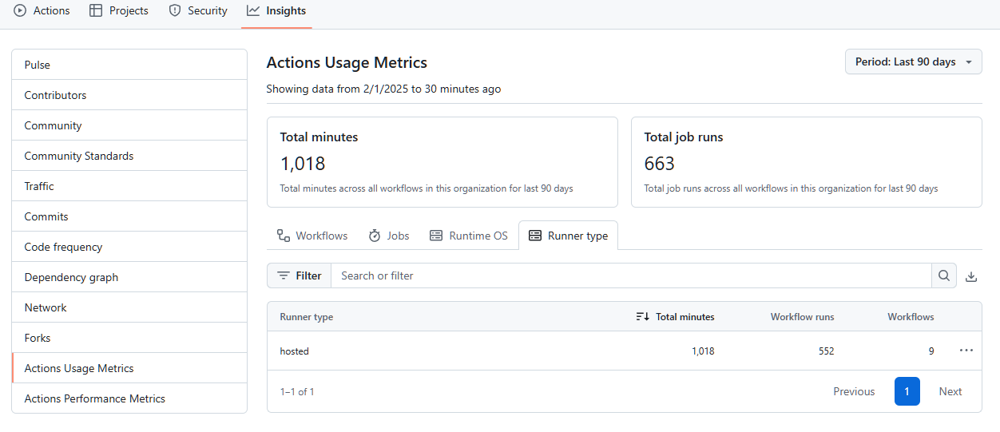 Actions Projects Security Insights
Pulse
Contributors
Community
Community Standards
Traffic
Commits
Code frequency
Dependency graph
Network
Forks
Actions Usage Metrics
Actions Performance Metrics
Actions Usage Metrics
Period: Last 90 days
Showing data from 2/1/2025 to 30 minutes ago
Total minutes
1,018
Total minutes across all workflows in this organization for last 90 days
Total job runs
663
Total job runs across all workflows in this organization for last 90 days
Workflows Jobs Runtime OS Runner type
Filter Search or filter
Runner type Total minutes Workflow runs Workflows
hosted 1,018 552 9
1–1 of 1 Previous 1 Next